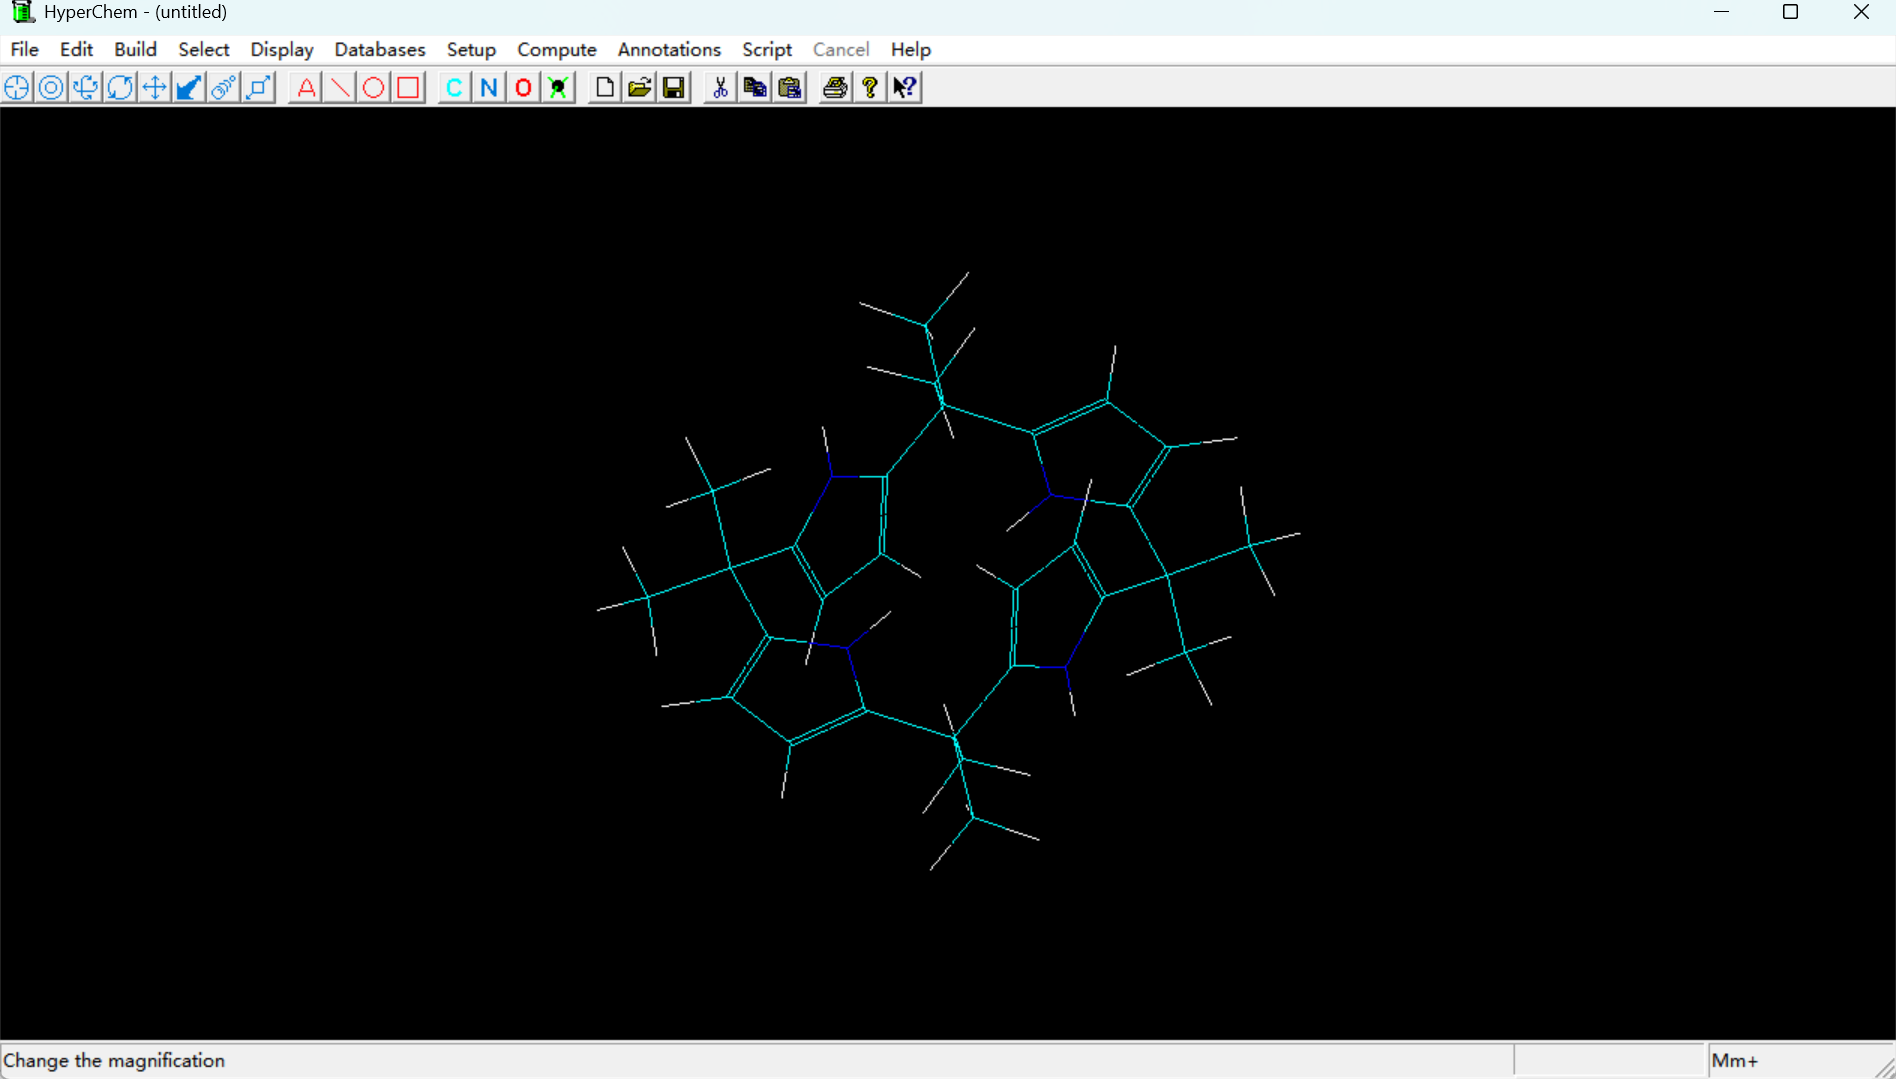 HyperChem - (untitled)
File Edit Build Select Display Databases Setup Compute Annotations Script Cancel Help
A C N O ? ?
Change the magnification Mm+